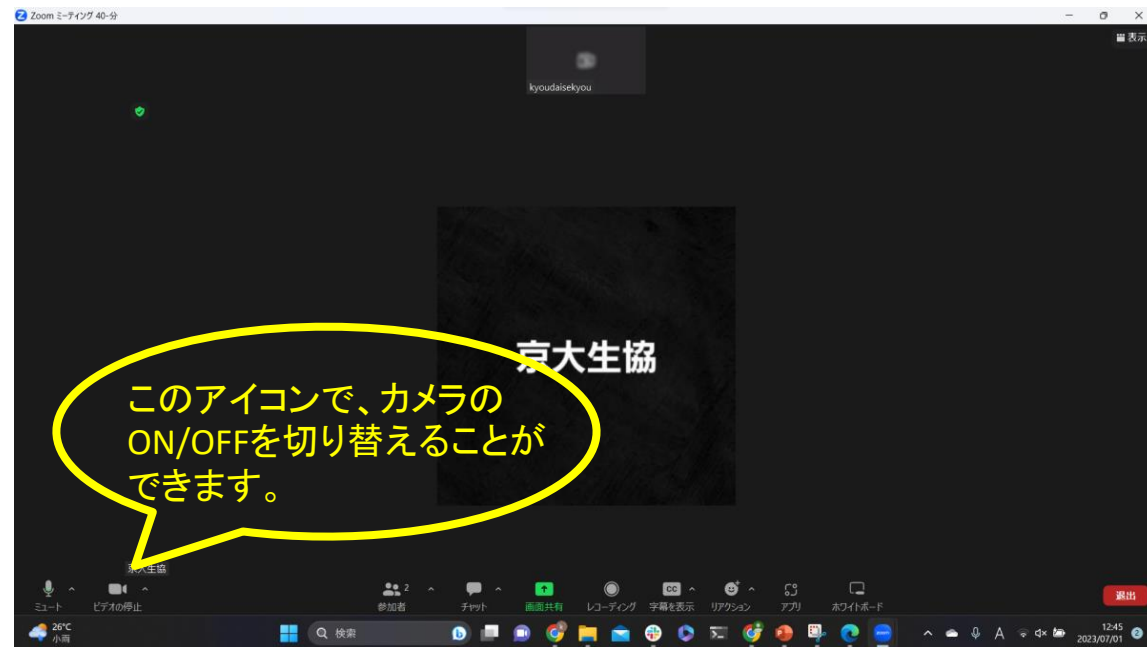 Zoom ミーティング 40-分
表示
kyoudaisekyou
京大生協
このアイコンで、カメラの
ON/OFFを切り替えることが
できます。
京大生協
ミュート
ビデオの停止
2
参加者
チャット
画面共有
レコーディング
CC
字幕を表示
リアクション
アプリ
ホワイトボード
退出
26°C
小雨
検索
A
12:45
2023/07/01
2